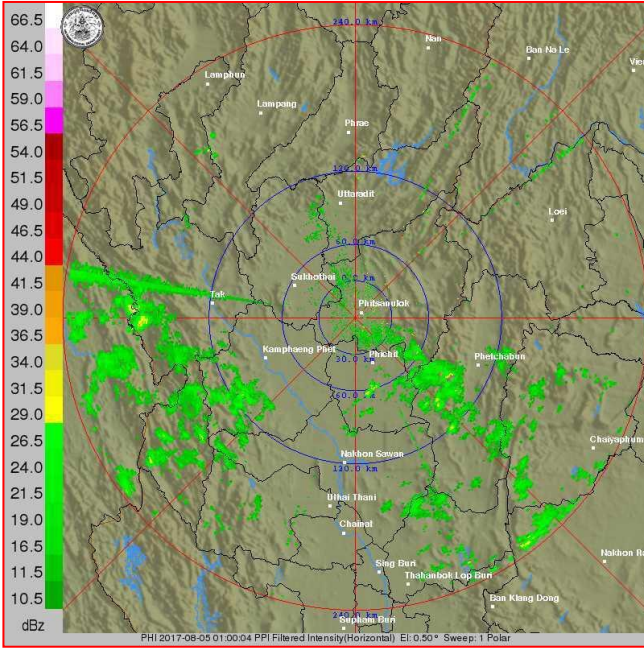 66.5
64.0
61.5
59.0
56.5
54.0
51.5
49.0
46.5
44.0
41.5
39.0
36.5
34.0
31.5
29.0
26.5
24.0
21.5
19.0
16.5
11.5
10.5
dBz
240.0 km
Nan
Ban Na Le
Vie
Lamphun
Lampang
Phrae
120.0 km
Uttaradit
Loei
60.0 km
Sukhothai
Tak
Phitsanulok
30.0 km
Kamphaeng Phet
Phichit
Phetchabun
60.0 km
Chaiyaphum
Nakhon Sawan
120.0 km
Uthai Thani
Chainat
Nakhon Ra
Sing Buri
Thahanbok Lop Buri
Ban Klang Dong
240.0 km
Supham Buri
PHI 2017-08-05 01:00:04 PPI Filtered Intensity(Horizontal) El: 0.50° Sweep: 1 Polar